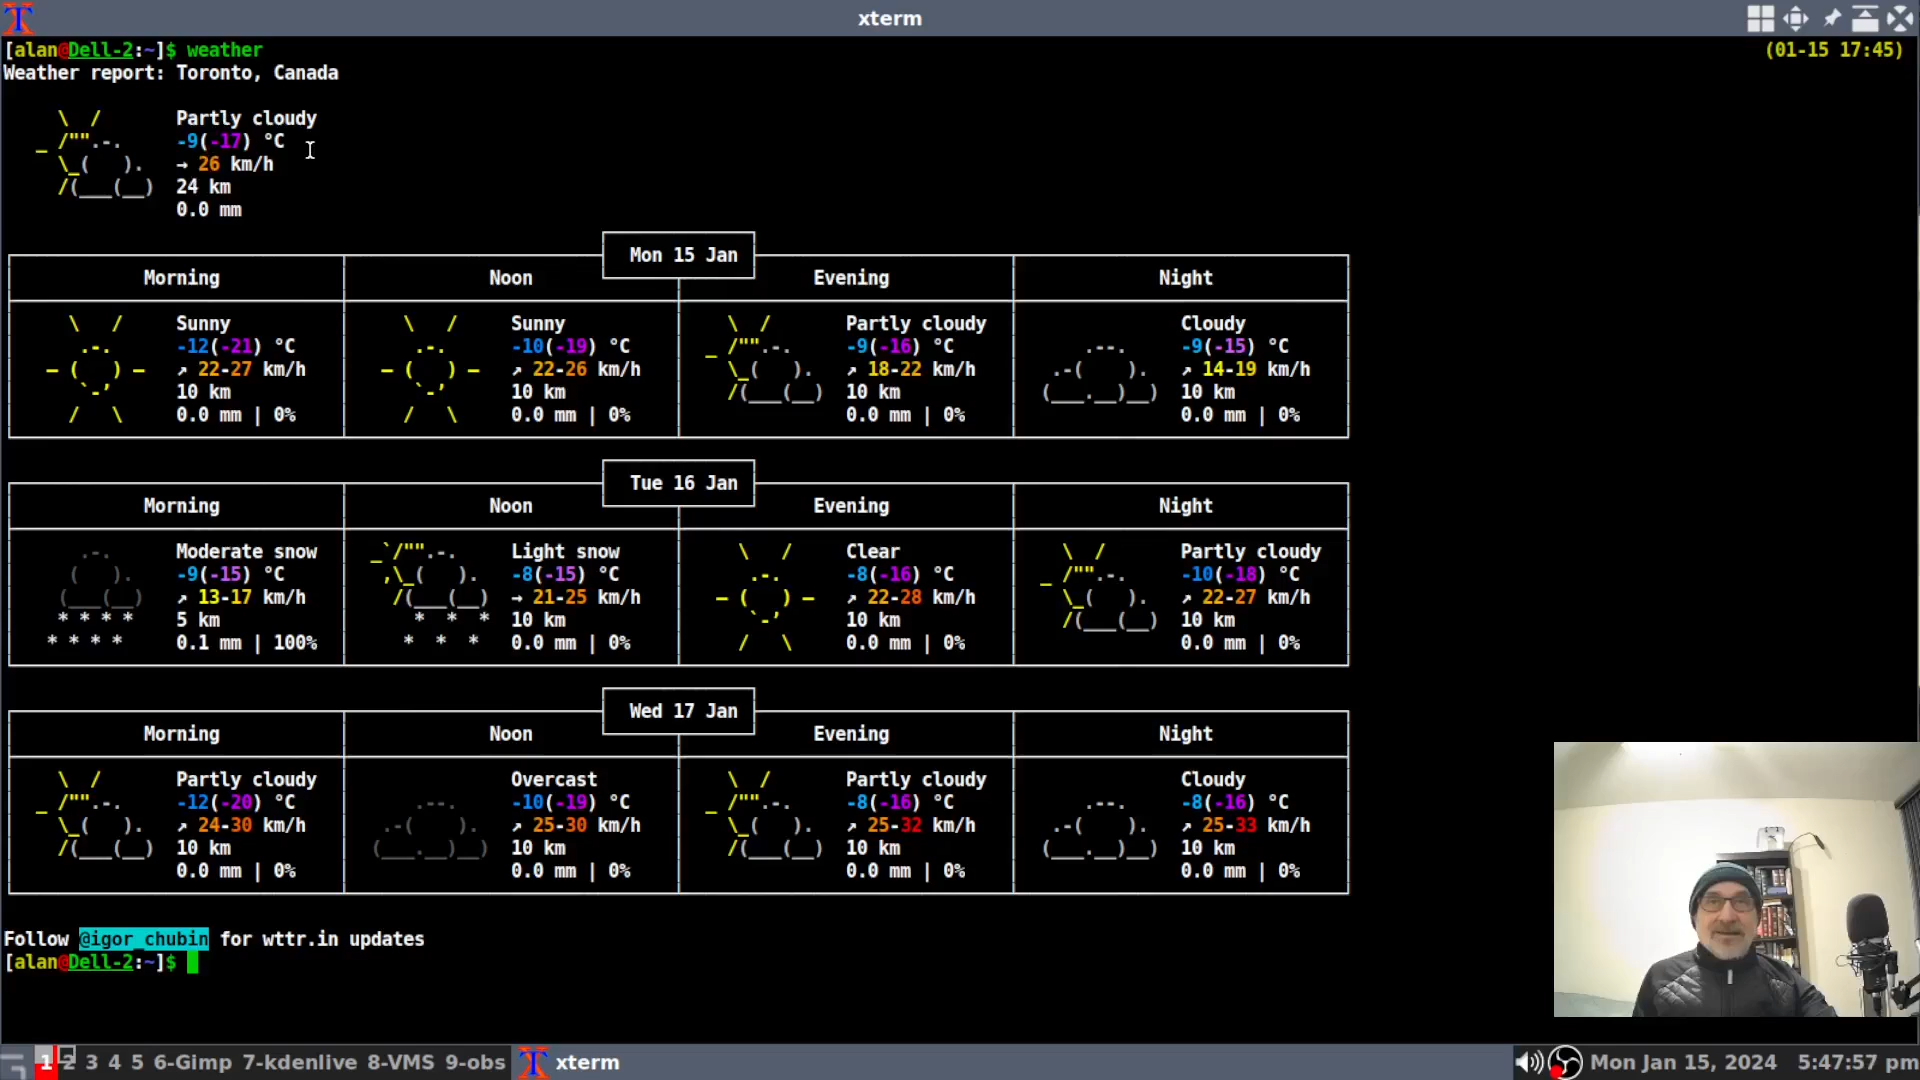 xterm
[alan@Dell-2:~]$ weather (01-15 17:45)
Weather report: Toronto, Canada
Partly cloudy
-9(-17) °C
→ 26 km/h
24 km
0.0 mm
Mon 15 Jan
Morning Noon Evening Night
Sunny Sunny Partly cloudy Cloudy
-12(-21) °C -10(-19) °C -9(-16) °C -9(-15) °C
↗ 22-27 km/h ↗ 22-26 km/h ↗ 18-22 km/h ↗ 14-19 km/h
10 km 10 km 10 km 10 km
0.0 mm | 0% 0.0 mm | 0% 0.0 mm | 0% 0.0 mm | 0%
Tue 16 Jan
Morning Noon Evening Night
Moderate snow Light snow Clear Partly cloudy
-9(-15) °C -8(-15) °C -8(-16) °C -10(-18) °C
↗ 13-17 km/h → 21-25 km/h ↗ 22-28 km/h ↗ 22-27 km/h
5 km 10 km 10 km 10 km
0.1 mm | 100% 0.0 mm | 0% 0.0 mm | 0% 0.0 mm | 0%
Wed 17 Jan
Morning Noon Evening Night
Partly cloudy Overcast Partly cloudy Cloudy
-12(-20) °C -10(-19) °C -8(-16) °C -8(-16) °C
↗ 24-30 km/h ↗ 25-30 km/h ↗ 25-32 km/h ↗ 25-33 km/h
10 km 10 km 10 km 10 km
0.0 mm | 0% 0.0 mm | 0% 0.0 mm | 0% 0.0 mm | 0%
Follow @igor_chubin for wttr.in updates
[alan@Dell-2:~]$
1 2 3 4 5 6-Gimp 7-kdenlive 8-VMS 9-obs xterm Mon Jan 15, 2024 5:47:57 pm